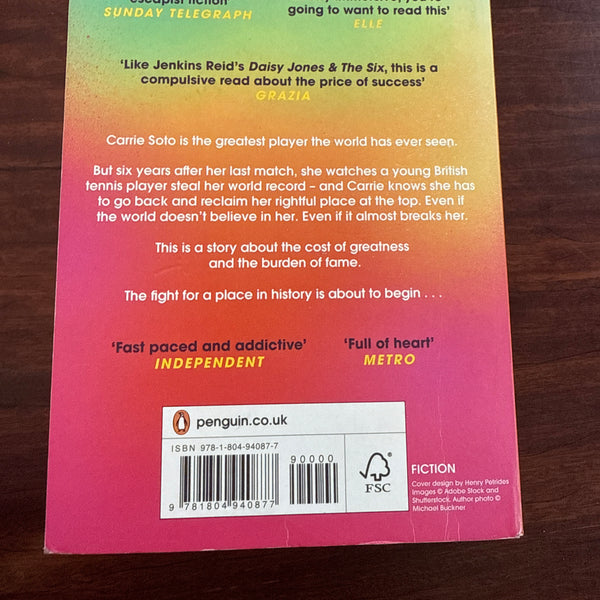 escapist fiction'
SUNDAY TELEGRAPH
going to want to read this'
ELLE
'Like Jenkins Reid's Daisy Jones & The Six, this is a
compulsive read about the price of success'
GRAZIA
Carrie Soto is the greatest player the world has ever seen.
But six years after her last match, she watches a young British
tennis player steal her world record – and Carrie knows she has
to go back and reclaim her rightful place at the top. Even if
the world doesn't believe in her. Even if it almost breaks her.
This is a story about the cost of greatness
and the burden of fame.
The fight for a place in history is about to begin . . .
'Fast paced and addictive'
INDEPENDENT
'Full of heart'
METRO
penguin.co.uk
ISBN 978-1-804-94087-7
90000
9 781804 940877
FSC
FICTION
Cover design by Henry Petrides
Images © Adobe Stock and
Shutterstock. Author photo ©
Michael Buckner